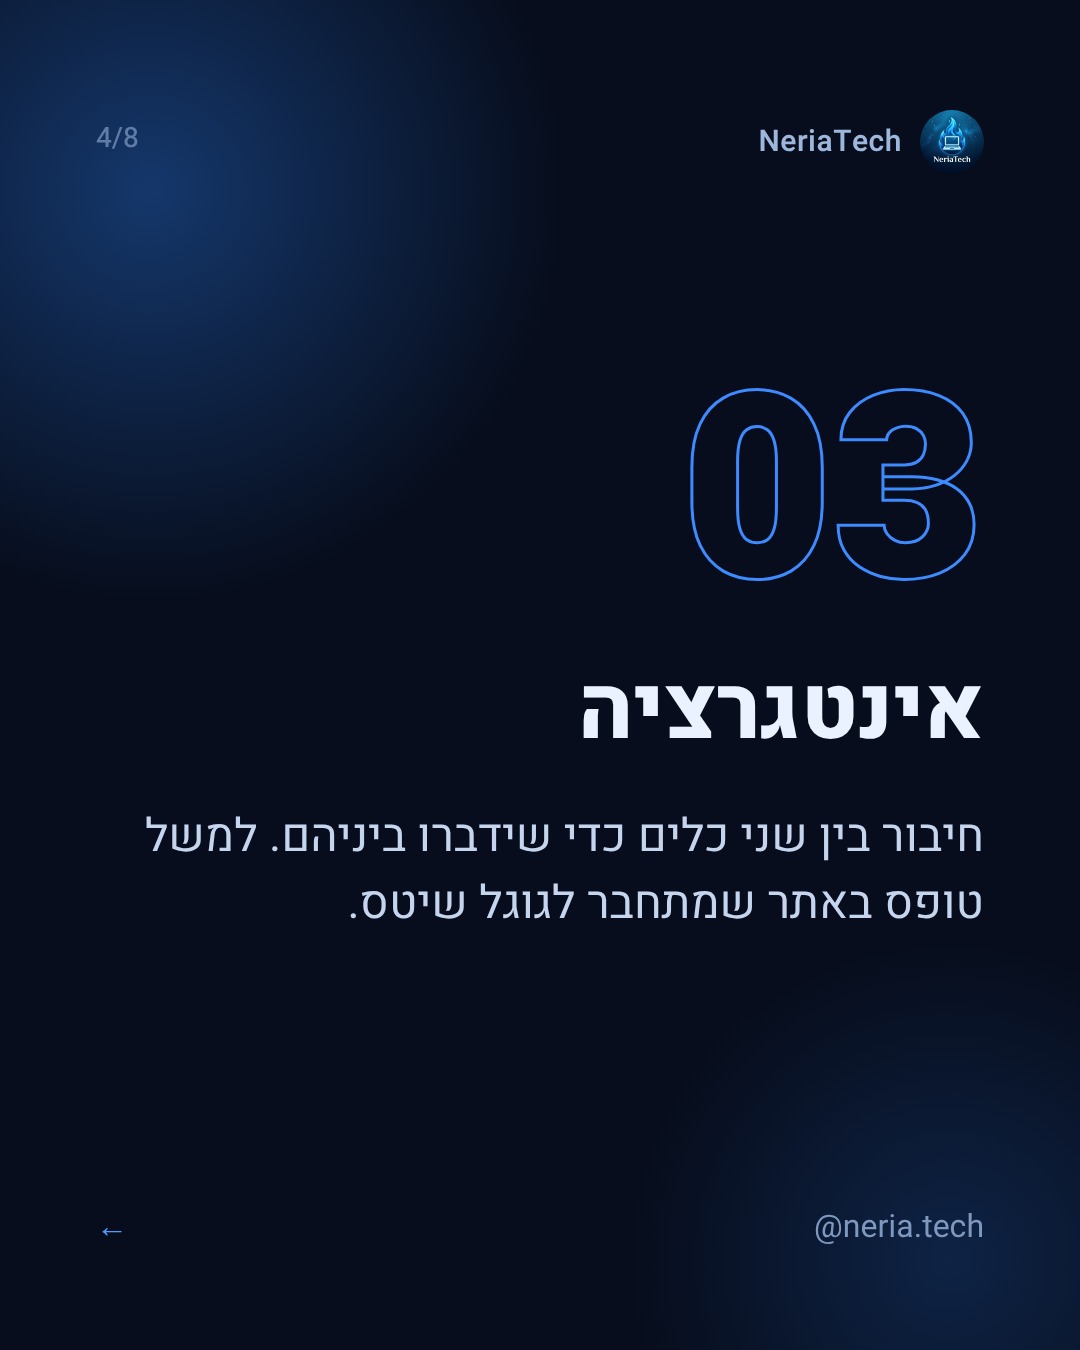 NeriaTech
NeriaTech
4/8
03
אינטגרציה
חיבור בין שני כלים כדי שידברו ביניהם. למשל
טופס באתר שמתחבר לגוגל שיטס.
@neria.tech
←